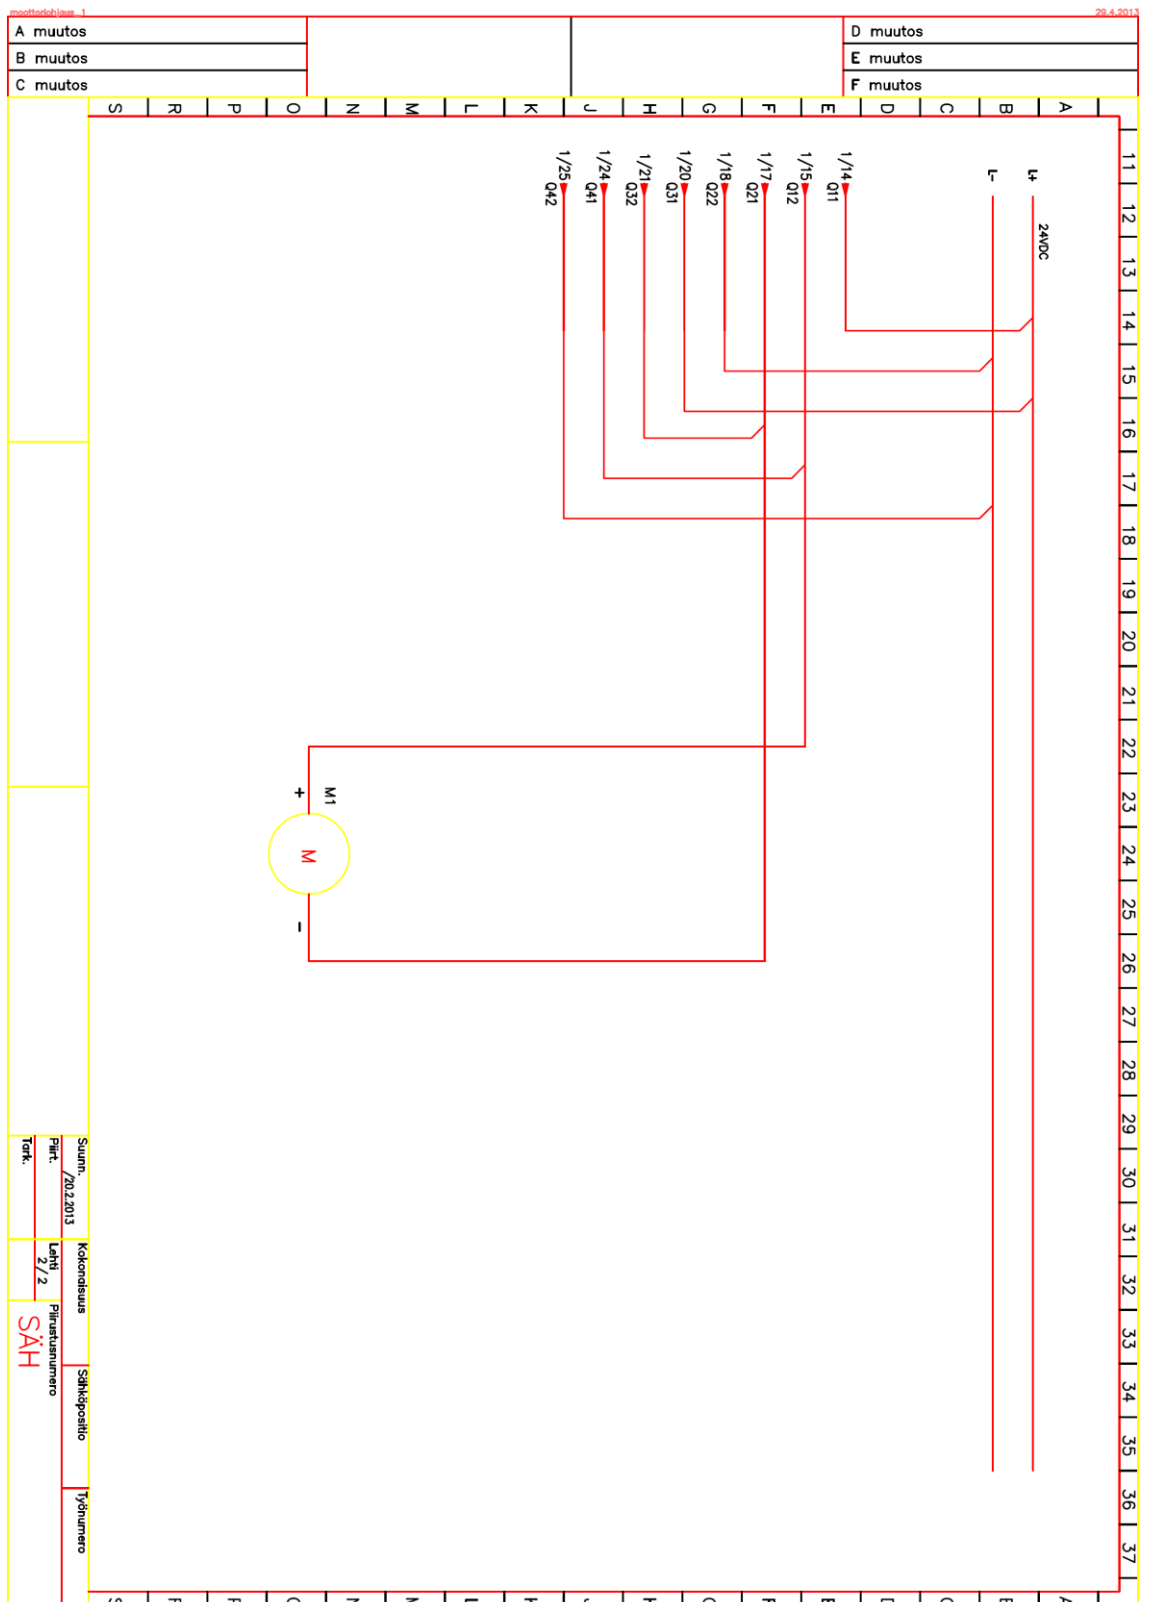 moottoriohjaus_1
29.4.2013
A muutos
B muutos
C muutos
D muutos
E muutos
F muutos
S R P O N M L K J H G F E D C B A
11
12
13
14
15
16
17
18
19
20
21
22
23
24
25
26
27
28
29
30
31
32
33
34
35
36
37
L+
24VDC
L-
1/14
Q11
1/15
Q12
1/17
Q21
1/18
Q22
1/20
Q31
1/21
Q32
1/24
Q41
1/25
Q42
M1
+
M
-
Suunn.
/20.2.2013
Piirt.
Tark.
Kokonaisuus
Lehti
2/2
Sähköpositio
Piirustusnumero
SÄH
Työnumero